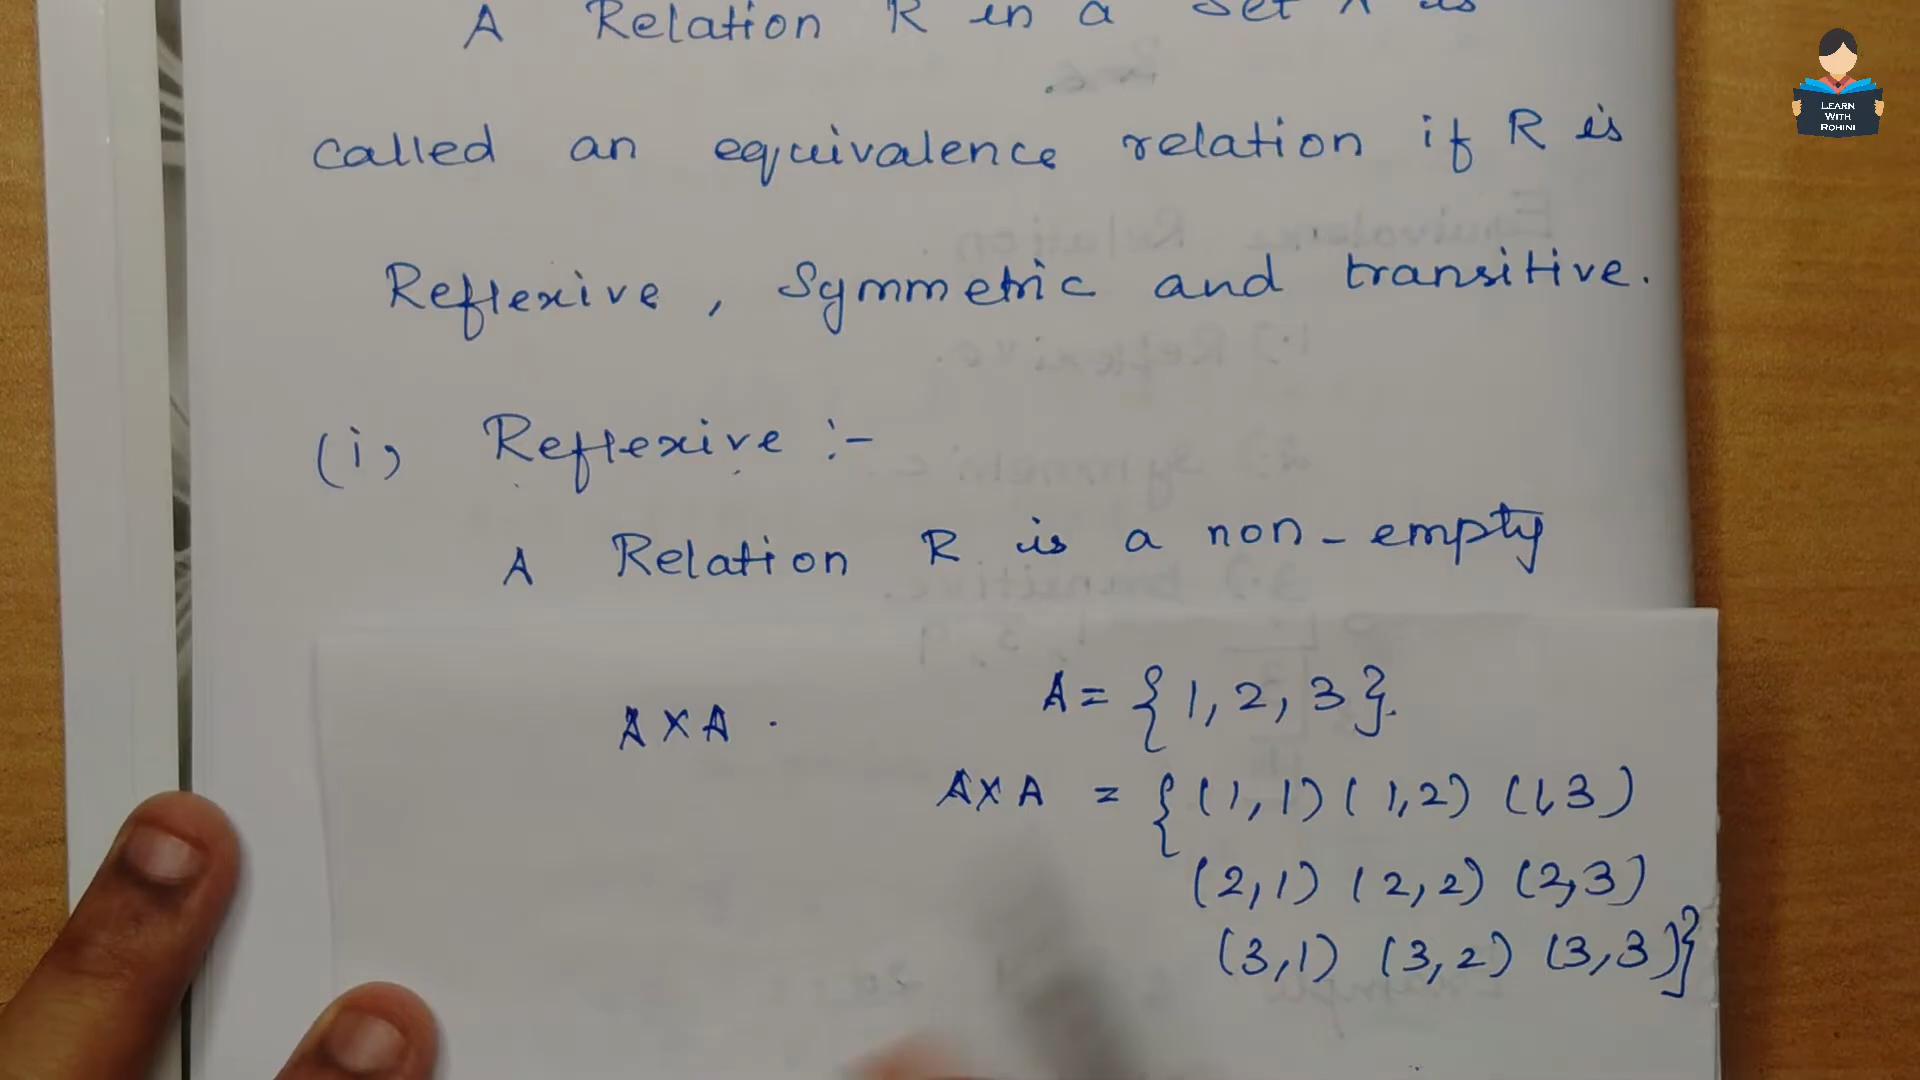 A Relation R in a Set A is
called an equivalence relation if R is
Reflexive, Symmetric and transitive.
(i) Reflexive :-
A Relation R is a non-empty
A×A.
A = {1, 2, 3}.
A×A = {(1,1) (1,2) (1,3)
(2,1) (2,2) (2,3)
(3,1) (3,2) (3,3)}
LEARN
WITH
ROHINI